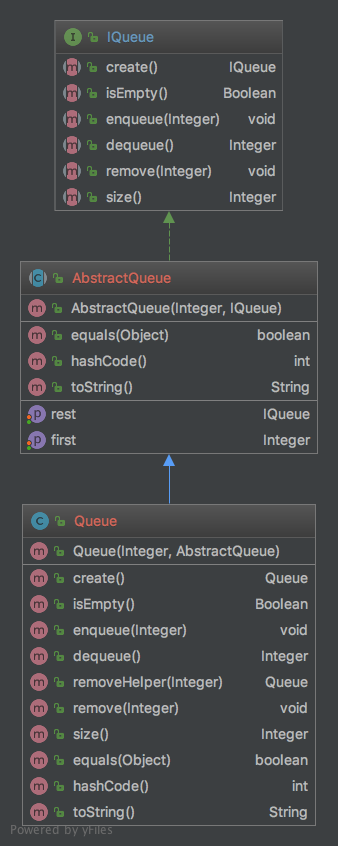 I IQueue
m create() IQueue
m isEmpty() Boolean
m enqueue(Integer) void
m dequeue() Integer
m remove(Integer) void
m size() Integer
C AbstractQueue
m AbstractQueue(Integer, IQueue)
m equals(Object) boolean
m hashCode() int
m toString() String
p rest IQueue
p first Integer
C Queue
m Queue(Integer, AbstractQueue)
m create() Queue
m isEmpty() Boolean
m enqueue(Integer) void
m dequeue() Integer
m removeHelper(Integer) Queue
m remove(Integer) void
m size() Integer
m equals(Object) boolean
m hashCode() int
m toString() String
Powered by yFiles